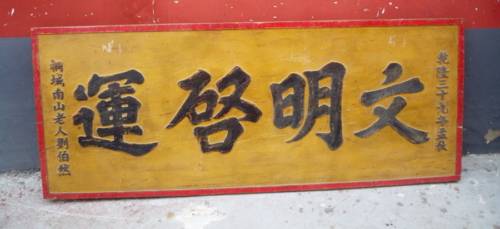 乾隆三十九年孟秋
文明啓運
桐瑶南山老人劉伯然